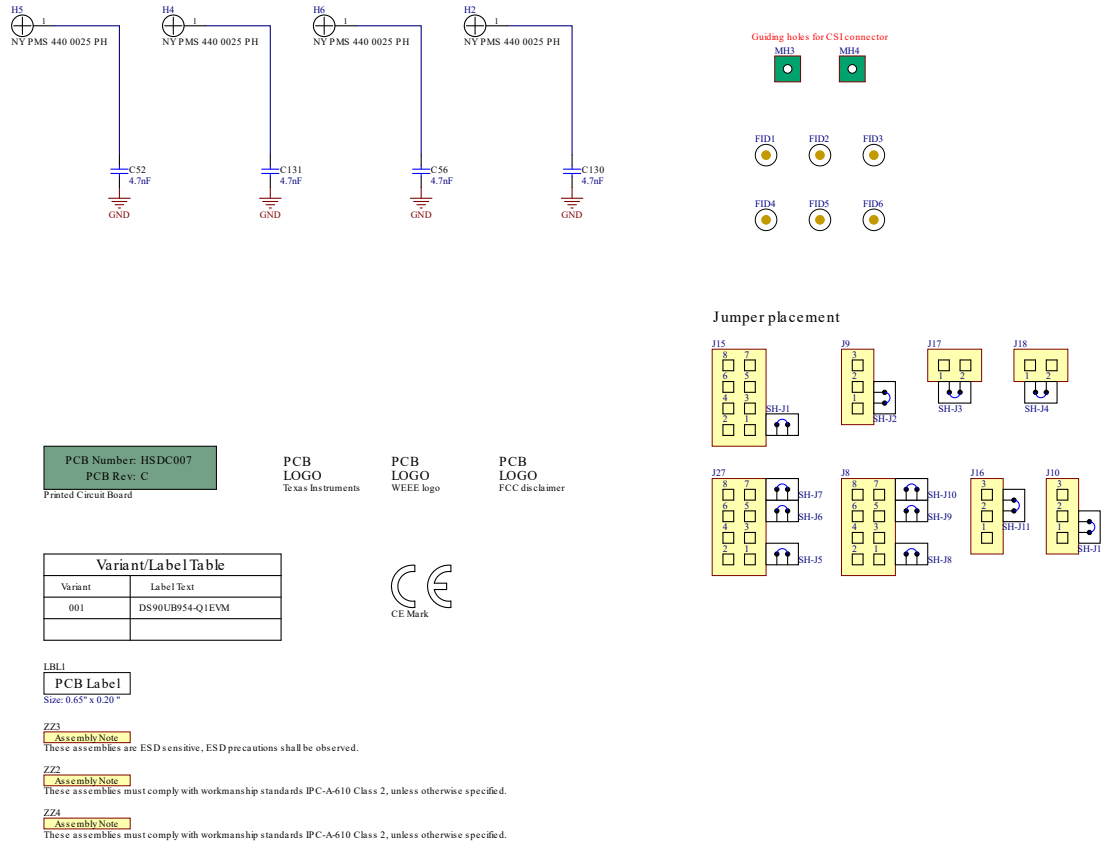 H5
1
NY PMS 440 0025 PH
C52
4.7nF
GND
H4
1
NY PMS 440 0025 PH
C131
4.7nF
GND
H6
1
NY PMS 440 0025 PH
C56
4.7nF
GND
H2
1
NY PMS 440 0025 PH
C130
4.7nF
GND
Guiding holes for CSI connector
MH3 MH4
FID1 FID2 FID3
FID4 FID5 FID6
Jumper placement
J15
8 7
6 5
4 3
2 1
SH-J1
J9
3
2
1
SH-J2
J17
1 2
SH-J3
J18
1 2
SH-J4
J27
8 7
6 5
4 3
2 1
SH-J7
SH-J6
SH-J5
J8
8 7
6 5
4 3
2 1
SH-J10
SH-J9
SH-J8
J16
3
2
1
SH-J11
J10
3
2
1
SH-J1
PCB Number: HSDC007
PCB Rev: C
Printed Circuit Board
PCB
LOGO
Texas Instruments
PCB
LOGO
WEEE logo
PCB
LOGO
FCC disclaimer
Variant/Label Table
Variant Label Text
001 DS90UB954-Q1EVM
CE
CE Mark
LBL1
PCB Label
Size: 0.65" x 0.20 "
ZZ3
Assembly Note
These assemblies are ESD sensitive, ESD precautions shall be observed.
ZZ2
Assembly Note
These assemblies must comply with workmanship standards IPC-A-610 Class 2, unless otherwise specified.
ZZ4
Assembly Note
These assemblies must comply with workmanship standards IPC-A-610 Class 2, unless otherwise specified.